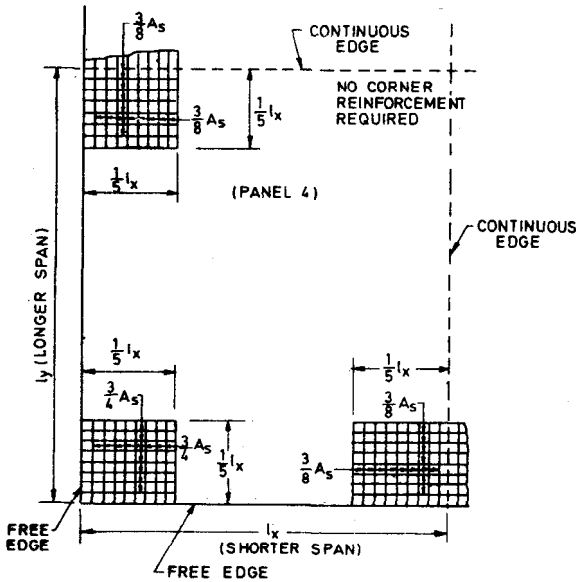 3/8 As
CONTINUOUS
EDGE
NO CORNER
REINFORCEMENT
REQUIRED
3/8 As
1/5 lx
1/5 lx
(PANEL 4)
CONTINUOUS
EDGE
ly (LONGER SPAN)
1/5 lx
1/5 lx
3/4 As
3/8 As
3/4 As
1/5 lx
3/8 As
FREE
EDGE
lx
(SHORTER SPAN)
FREE EDGE